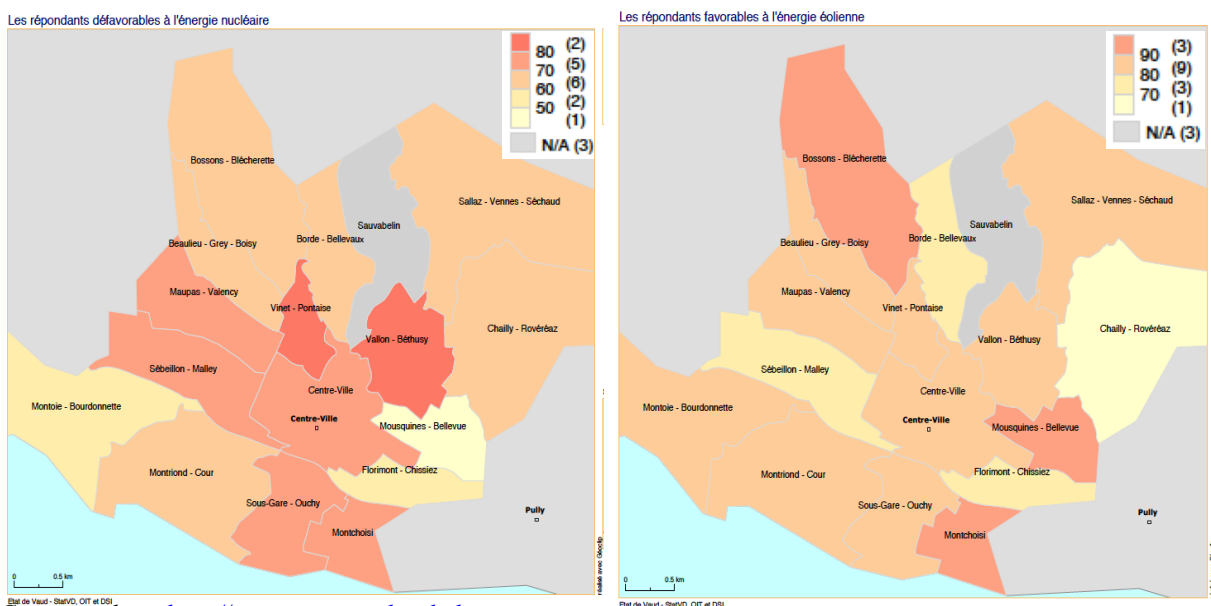 Les répondants défavorables à l'énergie nucléaire
80 (2)
70 (5)
60 (6)
50 (2)
(1)
N/A (3)
Bossons - Blécherette
Sallaz - Vennes - Séchaud
Sauvabelin
Borde - Bellevaux
Beaulieu - Grey - Boisy
Maupas - Valency
Vinet - Pontaise
Chailly - Rovéréaz
Vallon - Béthusy
Sébeillon - Malley
Centre-Ville
Montoie - Bourdonnette
Centre-Ville
Mousquines - Bellevue
Montriond - Cour
Florimont - Chissiez
Sous-Gare - Ouchy
Pully
Montchoisi
0 0.5 km
réalisé avec Géoclip
Etat de Vaud - StatVD, OIT et DSI
Les répondants favorables à l'énergie éolienne
90 (3)
80 (9)
70 (3)
(1)
N/A (3)
Bossons - Blécherette
Sallaz - Vennes - Séchaud
Sauvabelin
Borde - Bellevaux
Beaulieu - Grey - Boisy
Maupas - Valency
Vinet - Pontaise
Chailly - Rovéréaz
Vallon - Béthusy
Sébeillon - Malley
Centre-Ville
Montoie - Bourdonnette
Centre-Ville
Mousquines - Bellevue
Montriond - Cour
Florimont - Chissiez
Sous-Gare - Ouchy
Pully
Montchoisi
0 0.5 km
Etat de Vaud - StatVD, OIT et DSI